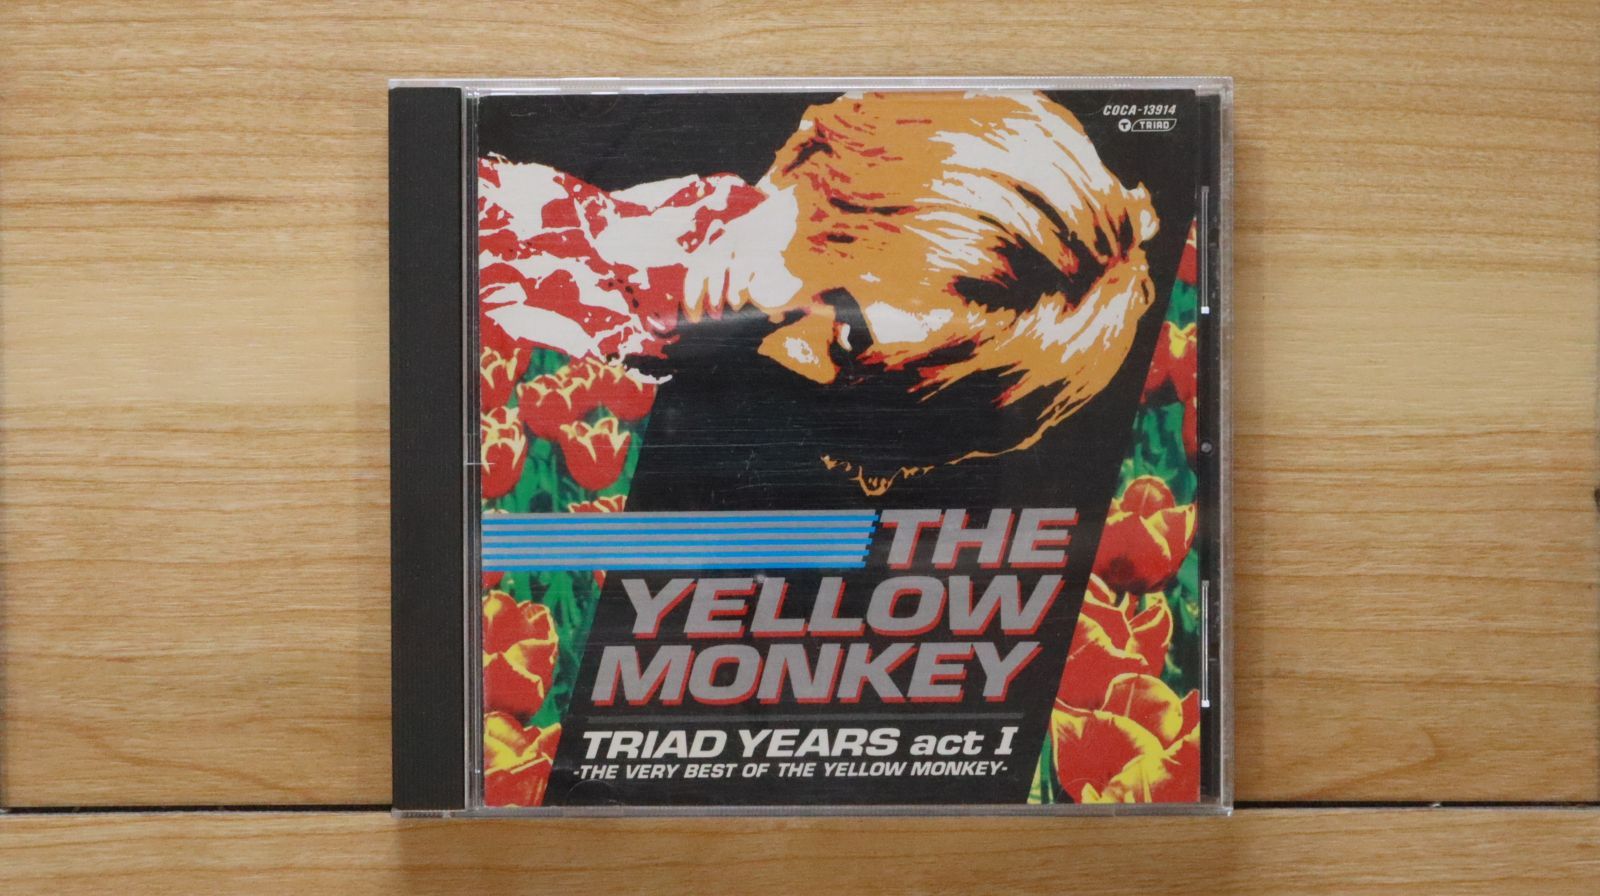 COCA-13914
T TRIAD
THE
YELLOW
MONKEY
TRIAD YEARS act I
-THE VERY BEST OF THE YELLOW MONKEY-